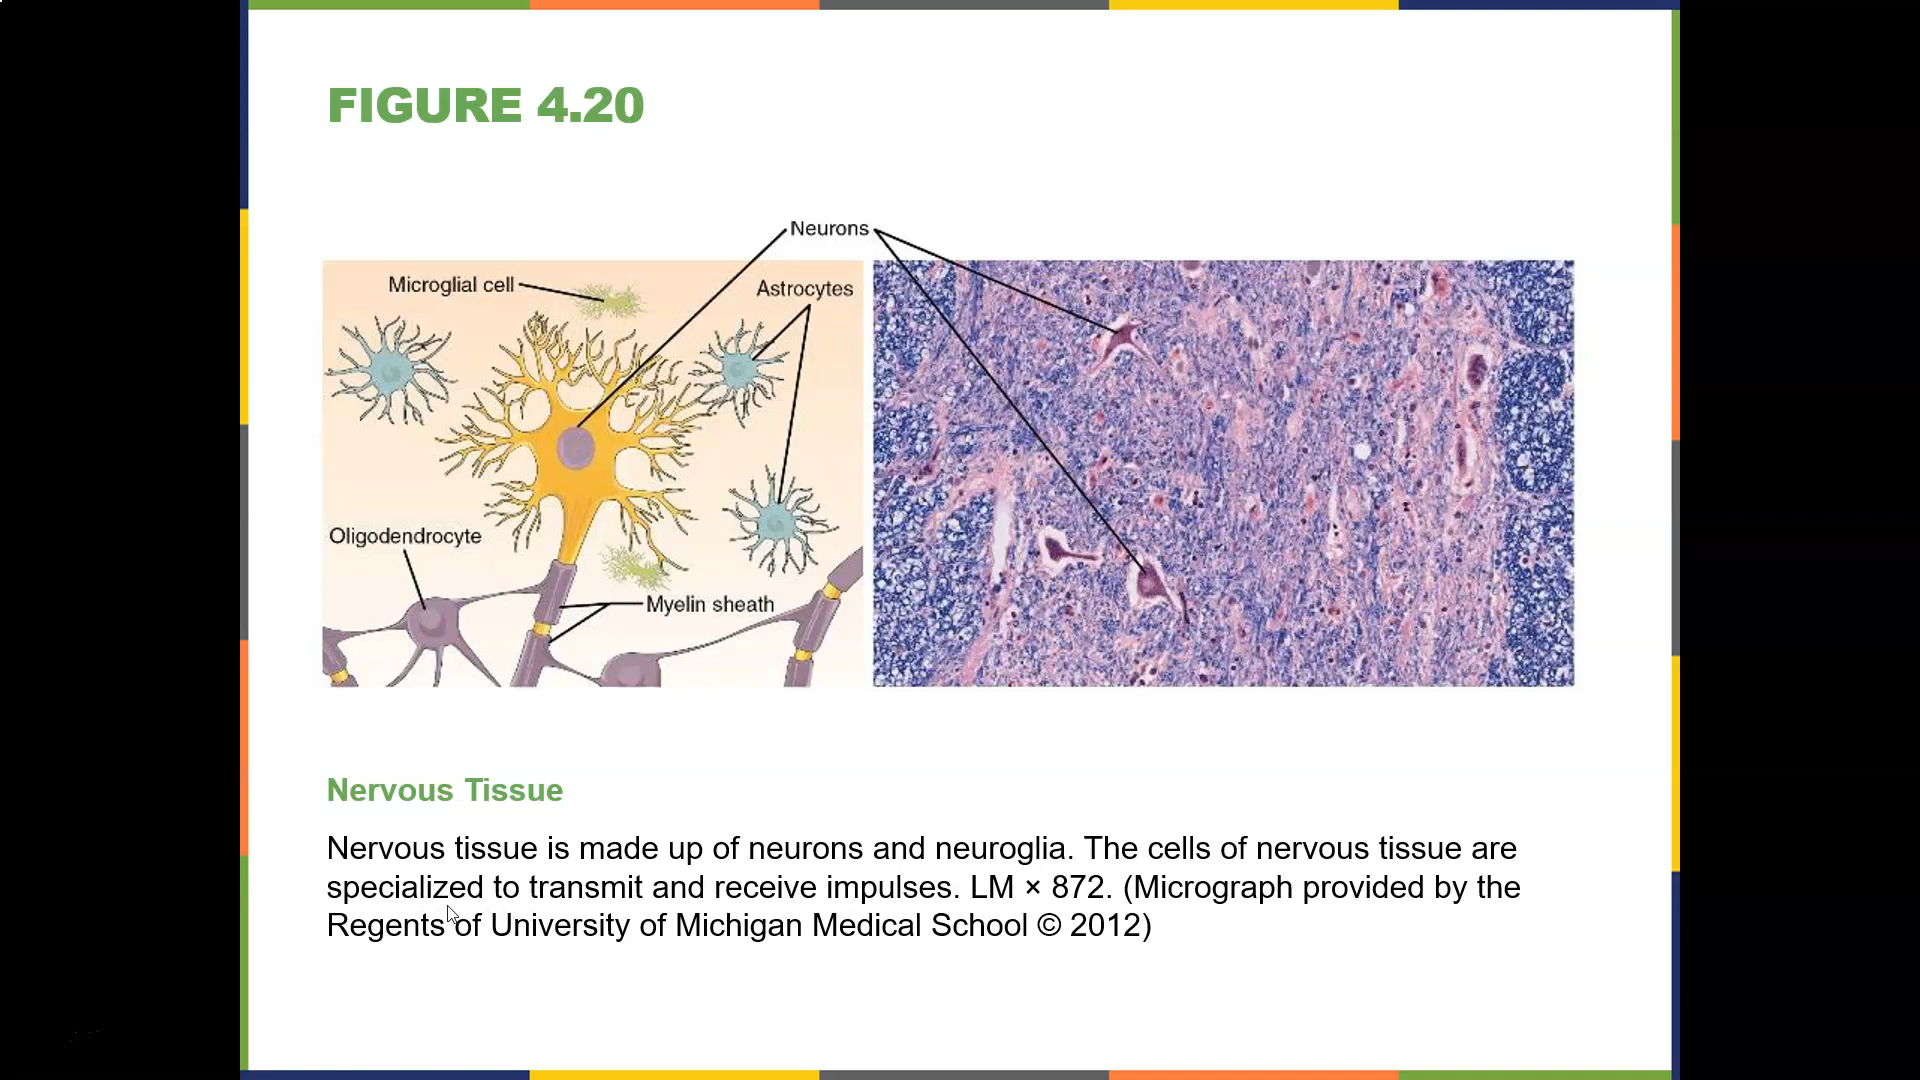 FIGURE 4.20
Neurons
Microglial cell
Astrocytes
Oligodendrocyte
Myelin sheath
Nervous Tissue
Nervous tissue is made up of neurons and neuroglia. The cells of nervous tissue are
specialized to transmit and receive impulses. LM × 872. (Micrograph provided by the
Regents of University of Michigan Medical School © 2012)